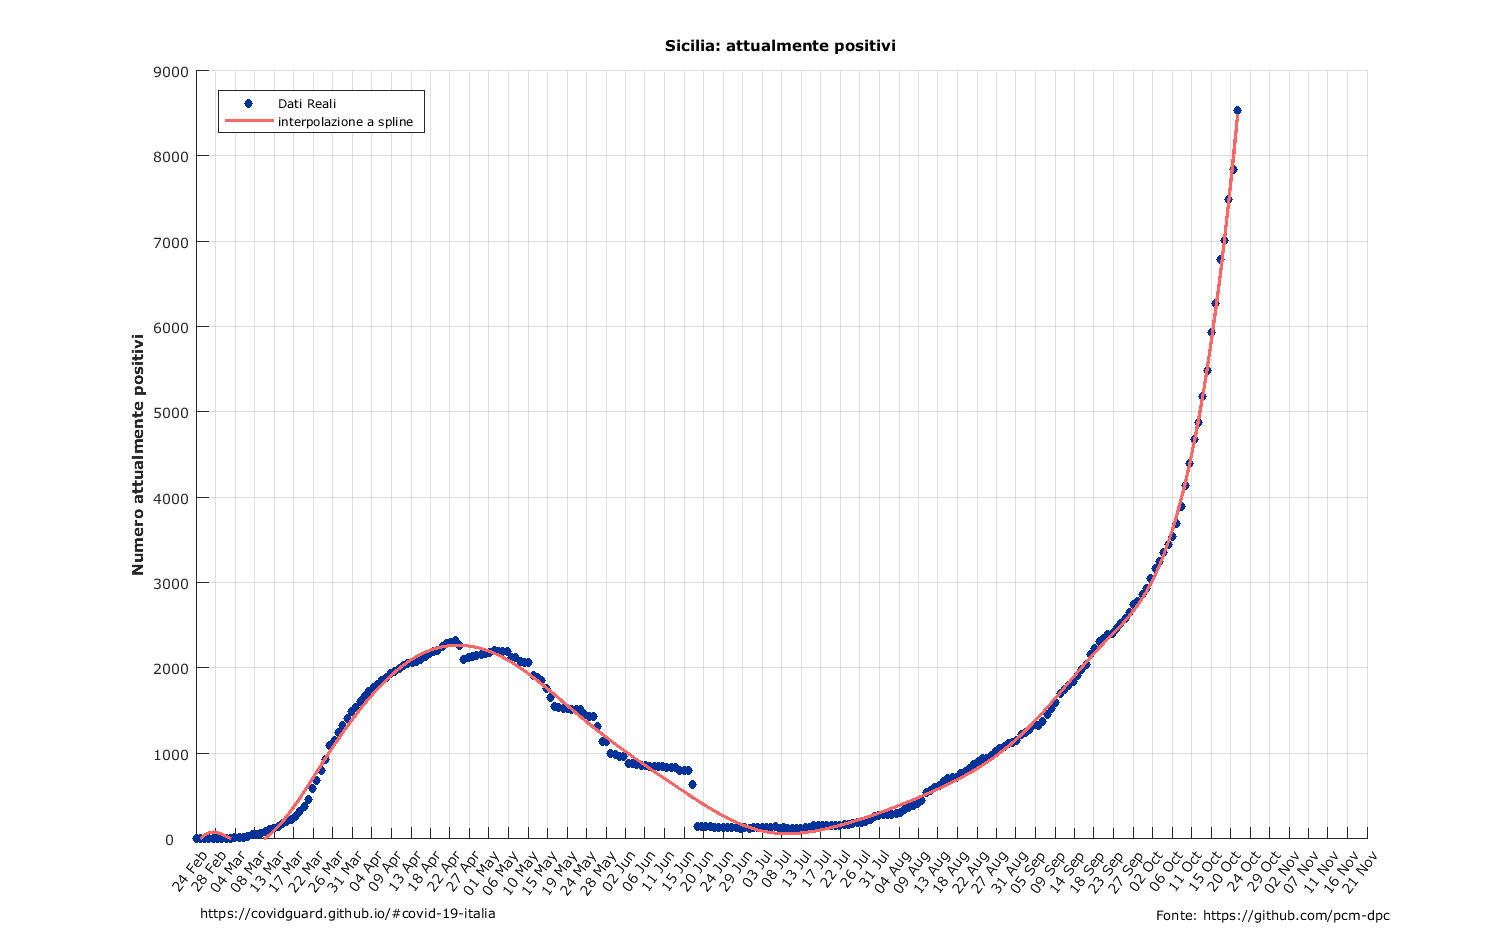 Sicilia: attualmente positivi
Dati Reali
interpolazione a spline
Numero attualmente positivi
9000
8000
7000
6000
5000
4000
3000
2000
1000
0
24 Feb
28 Feb
04 Mar
08 Mar
13 Mar
17 Mar
22 Mar
26 Mar
31 Mar
04 Apr
09 Apr
13 Apr
18 Apr
22 Apr
27 Apr
01 May
06 May
10 May
15 May
19 May
24 May
28 May
02 Jun
06 Jun
11 Jun
15 Jun
20 Jun
24 Jun
29 Jun
03 Jul
08 Jul
13 Jul
17 Jul
22 Jul
26 Jul
31 Jul
04 Aug
09 Aug
13 Aug
18 Aug
22 Aug
27 Aug
31 Aug
05 Sep
09 Sep
14 Sep
18 Sep
23 Sep
27 Sep
02 Oct
06 Oct
11 Oct
15 Oct
20 Oct
24 Oct
29 Oct
02 Nov
07 Nov
11 Nov
16 Nov
21 Nov
https://covidguard.github.io/#covid-19-italia
Fonte: https://github.com/pcm-dpc